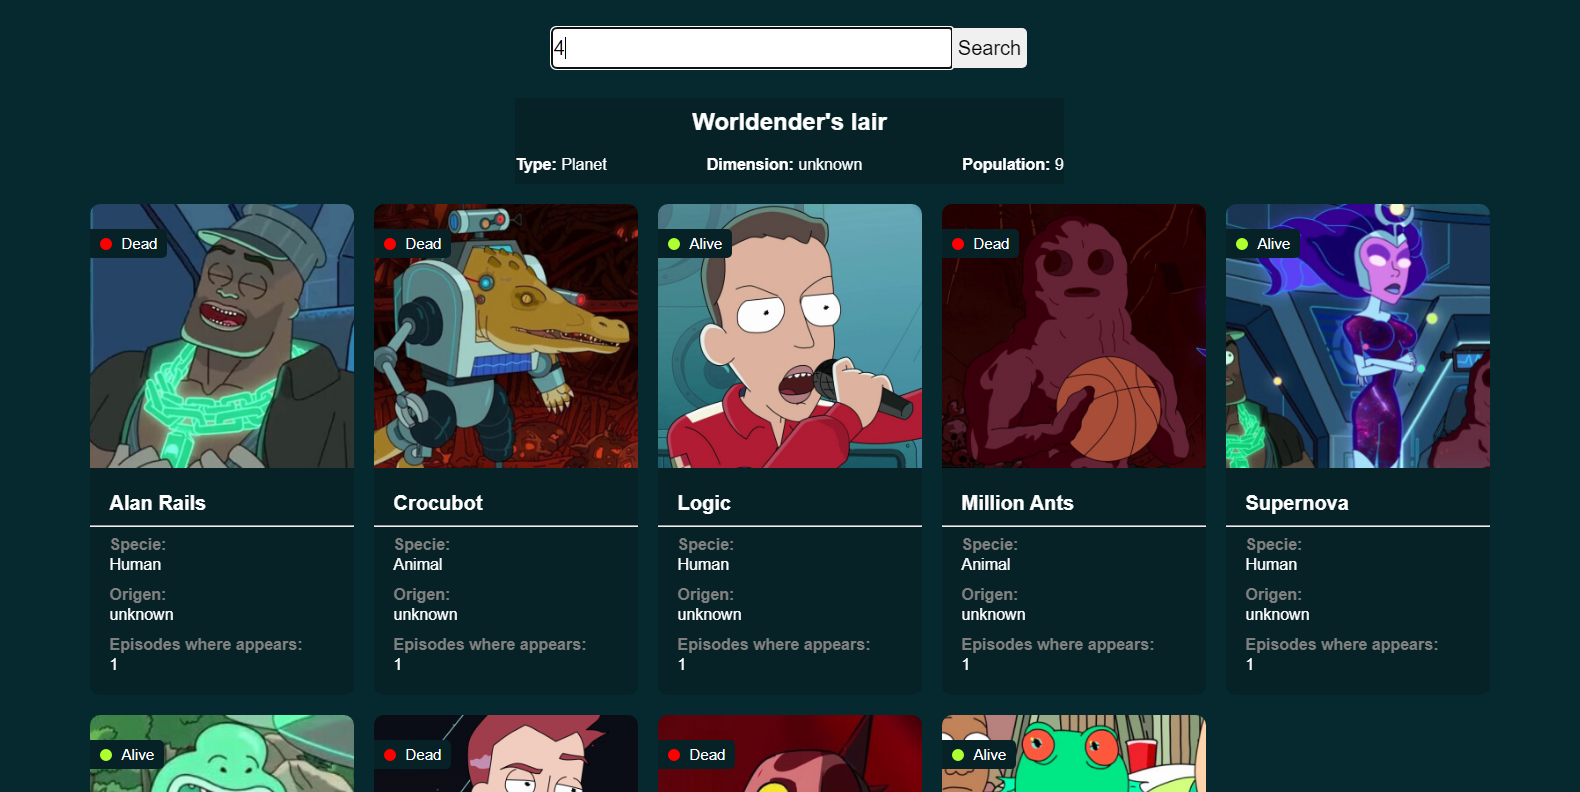 4
Search
Worldender's lair
Type: Planet Dimension: unknown Population: 9
Dead Dead Alive Dead Alive
Alan Rails Crocubot Logic Million Ants Supernova
Specie: Specie: Specie: Specie: Specie:
Human Animal Human Animal Human
Origen: Origen: Origen: Origen: Origen:
unknown unknown unknown unknown unknown
Episodes where appears: Episodes where appears: Episodes where appears: Episodes where appears: Episodes where appears:
1 1 1 1 1
Alive Dead Dead Alive